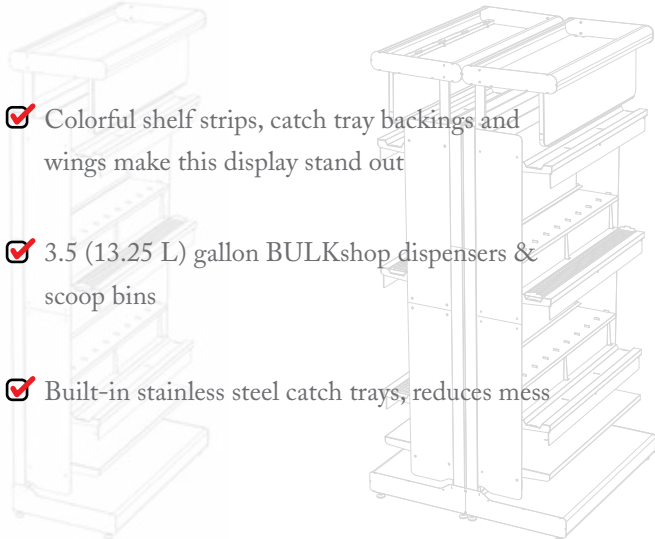 Colorful shelf strips, catch tray backings and
wings make this display stand out
3.5 (13.25 L) gallon BULKshop dispensers &
scoop bins
Built-in stainless steel catch trays, reduces mess